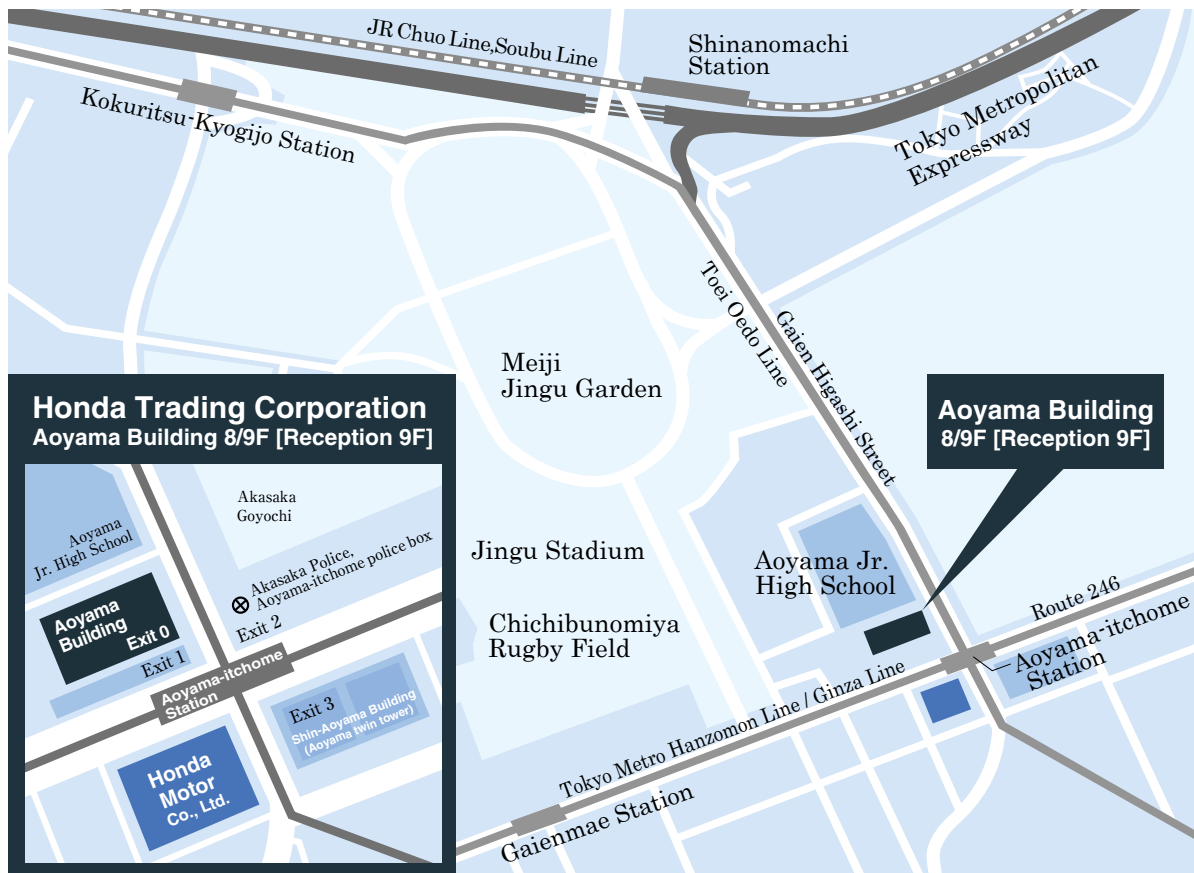 JR Chuo Line,Soubu Line
Shinanomachi
Station
Kokuritsu-Kyogijo Station
Tokyo Metropolitan
Expressway
Toei Oedo Line
Gaien Higashi Street
Meiji
Jingu Garden
Aoyama Building
8/9F [Reception 9F]
Jingu Stadium
Aoyama Jr.
High School
Chichibunomiya
Rugby Field
Route 246
Aoyama-itchome
Station
Tokyo Metro Hanzomon Line / Ginza Line
Gaienmae Station
Honda Trading Corporation
Aoyama Building 8/9F [Reception 9F]
Akasaka
Goyochi
Aoyama
Jr. High School
Akasaka Police,
Aoyama-itchome police box
Exit 2
Aoyama
Building
Exit 0
Exit 1
Aoyama-itchome
Station
Exit 3
Shin-Aoyama Building
(Aoyama twin tower)
Honda
Motor
Co., Ltd.